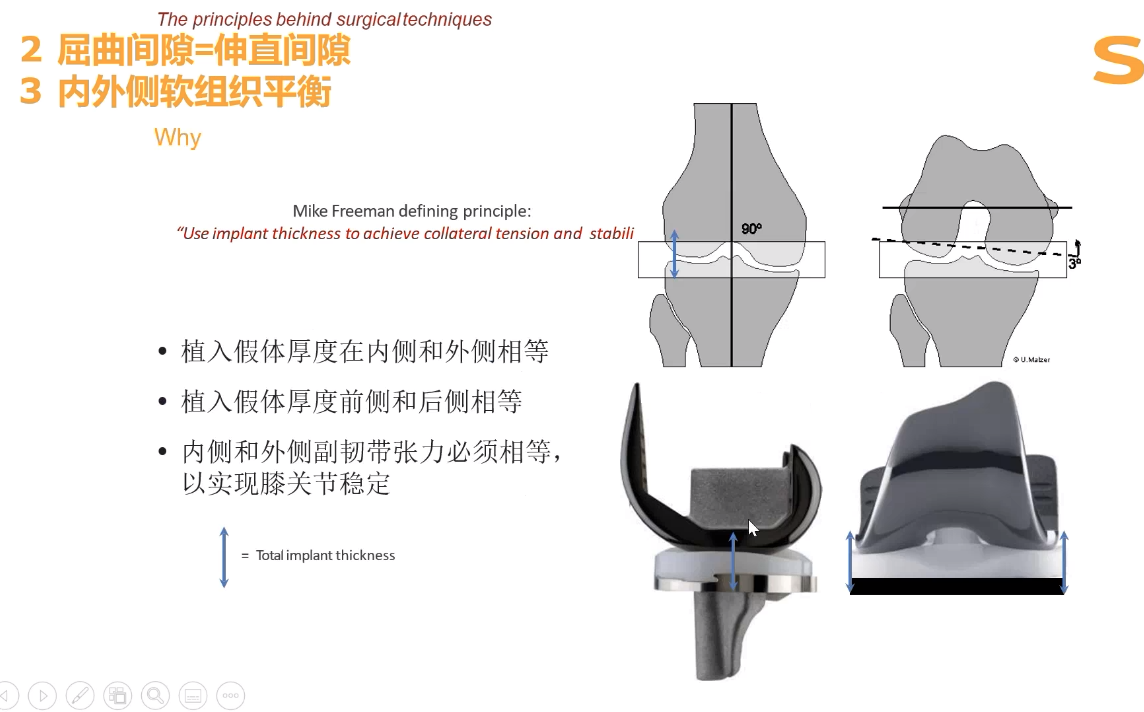 The principles behind surgical techniques
2 屈曲间隙=伸直间隙
3 内外侧软组织平衡
S
Why
Mike Freeman defining principle:
“Use implant thickness to achieve collateral tension and stabili
90º
3º
© U.Malzer
• 植入假体厚度在内侧和外侧相等
• 植入假体厚度前侧和后侧相等
• 内侧和外侧副韧带张力必须相等，
以实现膝关节稳定
= Total implant thickness